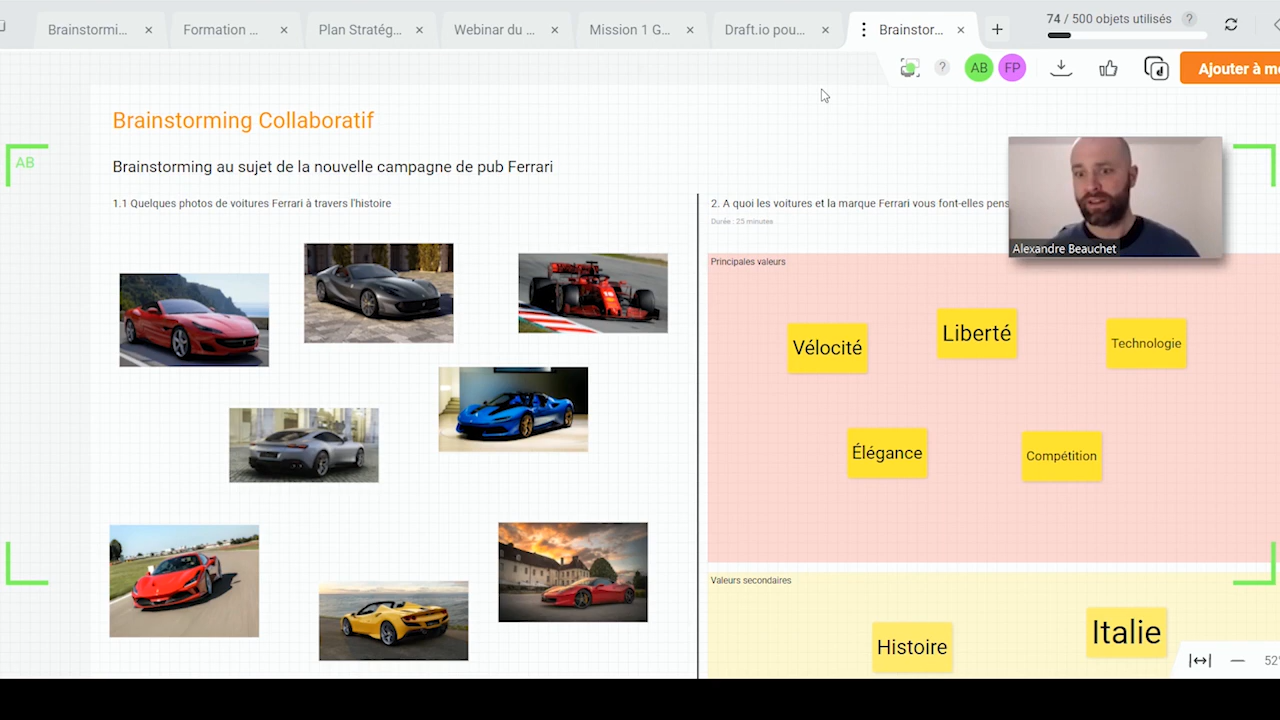 Brainstormi...
Formation ...
Plan Stratég...
Webinar du ...
Mission 1 G...
Draft.io pou...
Brainstor...
74 / 500 objets utilisés
?
?
AB
FP
Ajouter à m
Brainstorming Collaboratif
AB
Brainstorming au sujet de la nouvelle campagne de pub Ferrari
1.1 Quelques photos de voitures Ferrari à travers l'histoire
2. A quoi les voitures et la marque Ferrari vous font-elles pens
Durée : 25 minutes
Alexandre Beauchet
Principales valeurs
Vélocité
Liberté
Technologie
Élégance
Compétition
Valeurs secondaires
Histoire
Italie
52